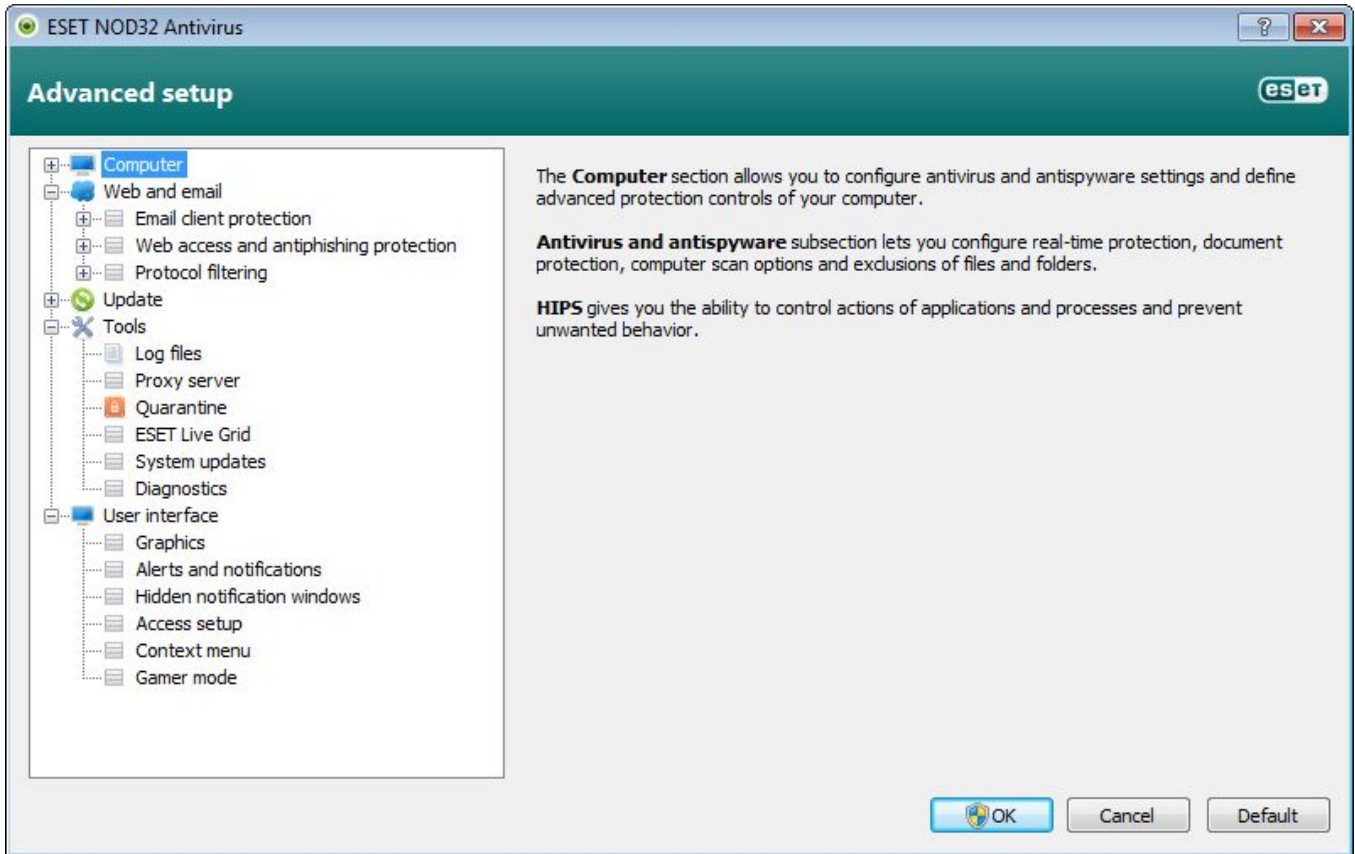 ESET NOD32 Antivirus
?
Advanced setup
eset
Computer
Web and email
Email client protection
Web access and antiphishing protection
Protocol filtering
Update
Tools
Log files
Proxy server
Quarantine
ESET Live Grid
System updates
Diagnostics
User interface
Graphics
Alerts and notifications
Hidden notification windows
Access setup
Context menu
Gamer mode
The Computer section allows you to configure antivirus and antispyware settings and define
advanced protection controls of your computer.
Antivirus and antispyware subsection lets you configure real-time protection, document
protection, computer scan options and exclusions of files and folders.
HIPS gives you the ability to control actions of applications and processes and prevent
unwanted behavior.
OK
Cancel
Default